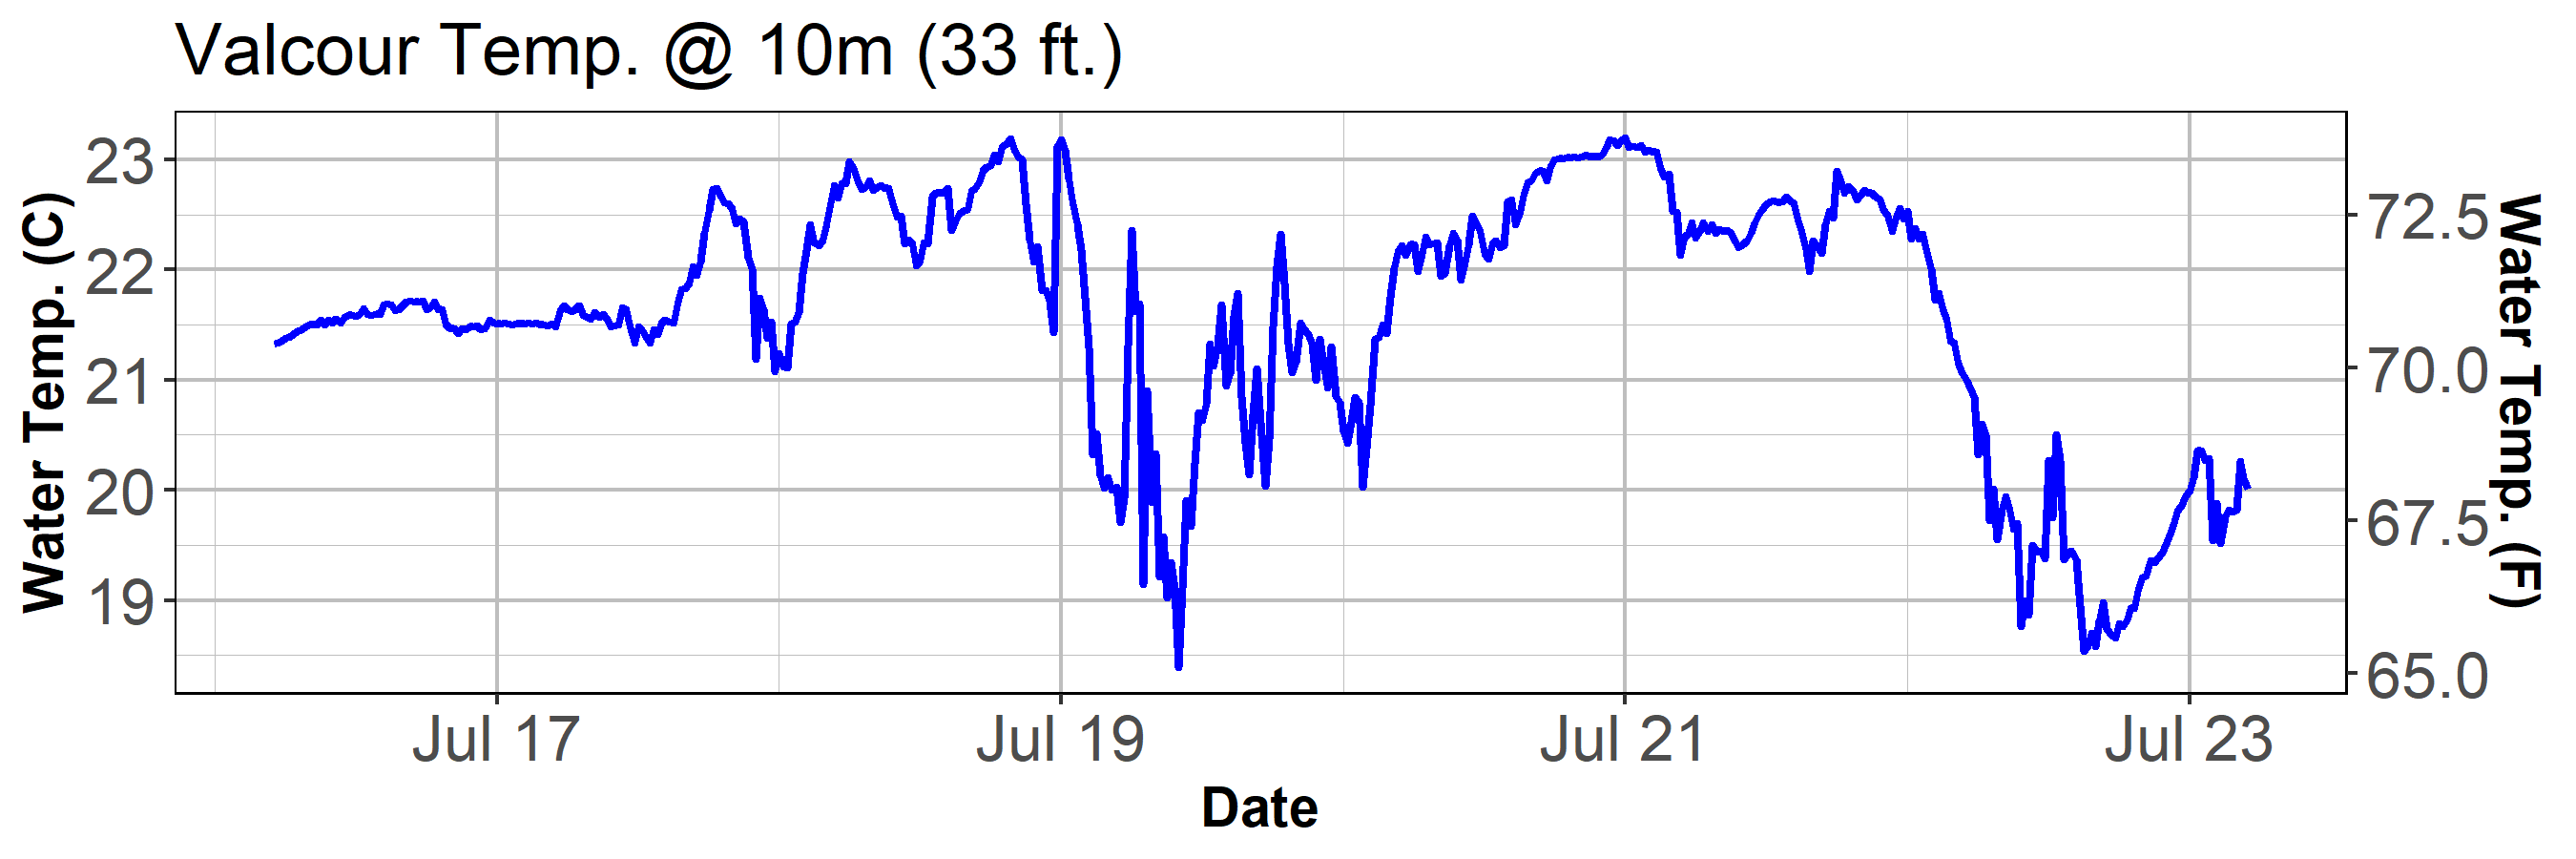 Valcour Temp. @ 10m (33 ft.)
Water Temp. (C)
23
22
21
20
19
72.5
70.0
67.5
65.0
Water Temp. (F)
Jul 17
Jul 19
Jul 21
Jul 23
Date